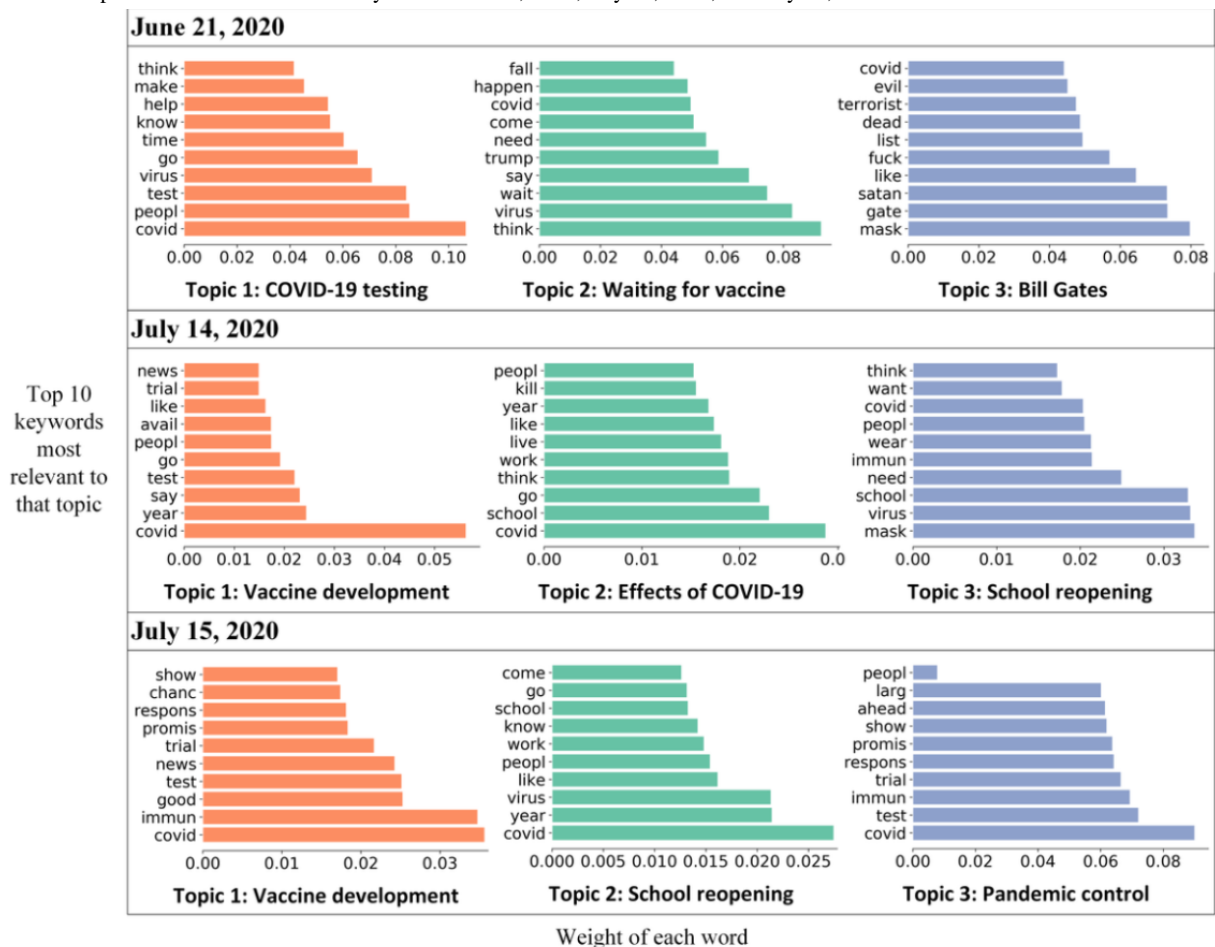 June 21, 2020
think
make
help
know
time
go
virus
test
peopl
covid
0.00 0.02 0.04 0.06 0.08 0.10
Topic 1: COVID-19 testing
fall
happen
covid
come
need
trump
say
wait
virus
think
0.00 0.02 0.04 0.06 0.08
Topic 2: Waiting for vaccine
covid
evil
terrorist
dead
list
fuck
like
satan
gate
mask
0.00 0.02 0.04 0.06 0.08
Topic 3: Bill Gates
July 14, 2020
Top 10
keywords
most
relevant to
that topic
news
trial
like
avail
peopl
go
test
say
year
covid
0.00 0.01 0.02 0.03 0.04 0.05
Topic 1: Vaccine development
peopl
kill
year
like
live
work
think
go
school
covid
0.00 0.01 0.02 0.0
Topic 2: Effects of COVID-19
think
want
covid
peopl
wear
immun
need
school
virus
mask
0.00 0.01 0.02 0.03
Topic 3: School reopening
July 15, 2020
show
chanc
respons
promis
trial
news
test
good
immun
covid
0.00 0.01 0.02 0.03
Topic 1: Vaccine development
come
go
school
know
work
peopl
like
virus
year
covid
0.000 0.005 0.010 0.015 0.020 0.025
Topic 2: School reopening
peopl
larg
ahead
show
promis
respons
trial
immun
test
covid
0.00 0.02 0.04 0.06 0.08
Topic 3: Pandemic control
Weight of each word